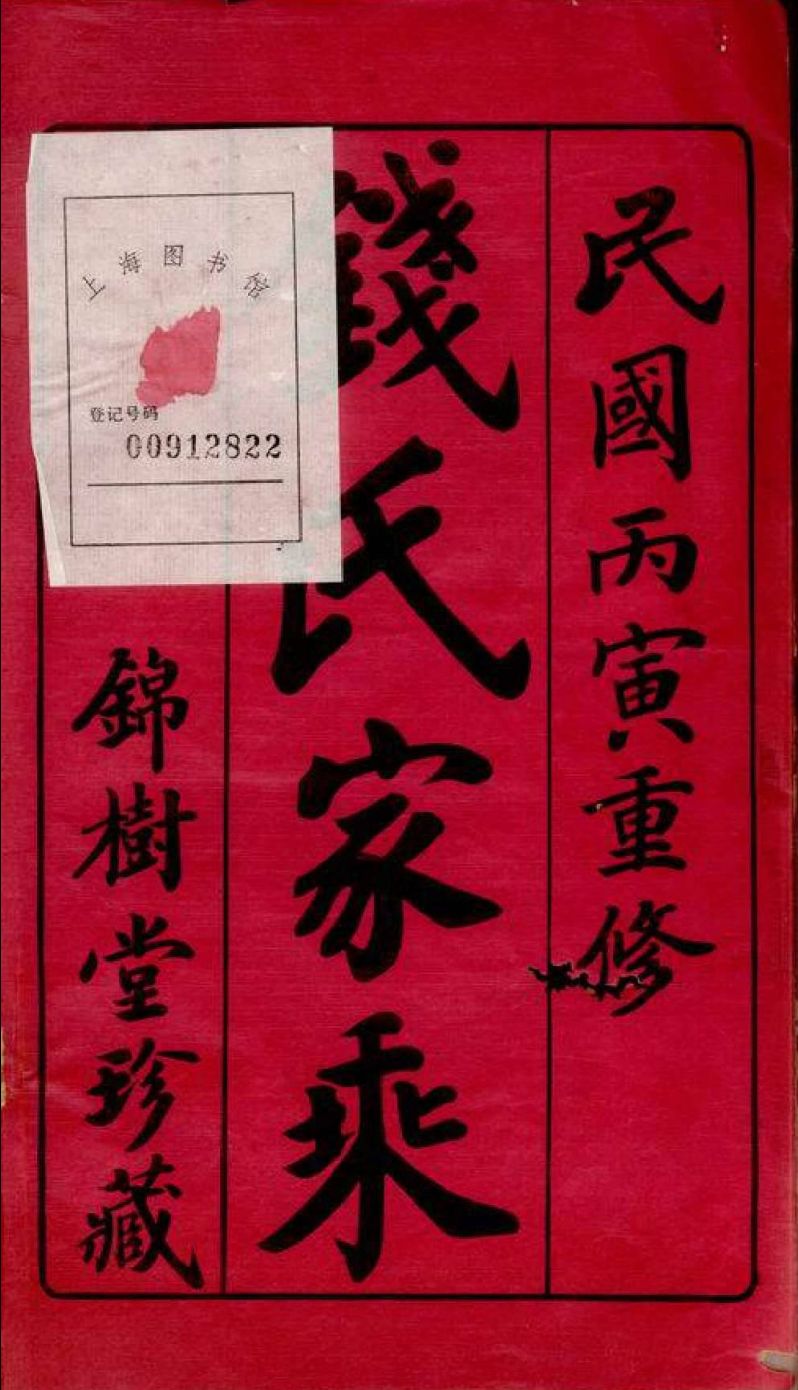 民國丙寅重修
錢氏家乘
錦樹堂珍藏
上海图书馆
登记号码
00912822